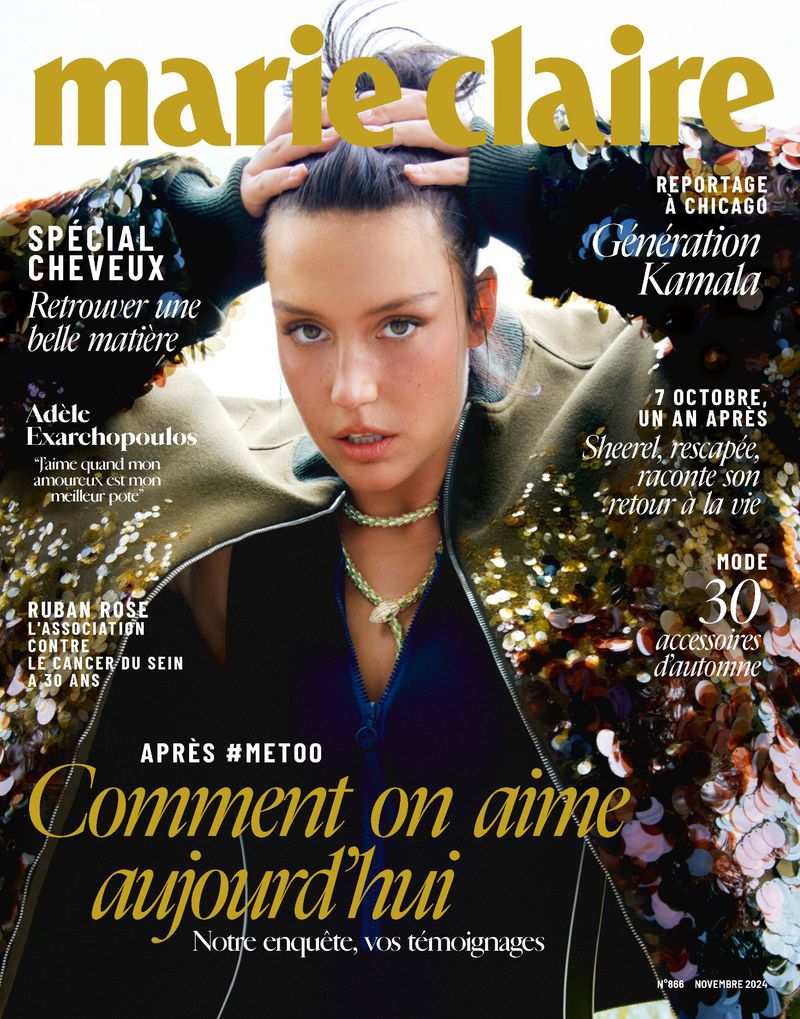 marie claire
SPÉCIAL
CHEVEUX
Retrouver une
belle matière
Adèle
Exarchopoulos
“J'aime quand mon
amoureux est mon
meilleur pote”
RUBAN ROSE
L'ASSOCIATION
CONTRE
LE CANCER DU SEIN
A 30 ANS
REPORTAGE
À CHICAGO
Génération
Kamala
7 OCTOBRE,
UN AN APRÈS
Sheerel, rescapée,
raconte son
retour à la vie
MODE
30
accessoires
d'automne
APRÈS #METOO
Comment on aime
aujourd'hui
Notre enquête, vos témoignages
N°866 NOVEMBRE 2024